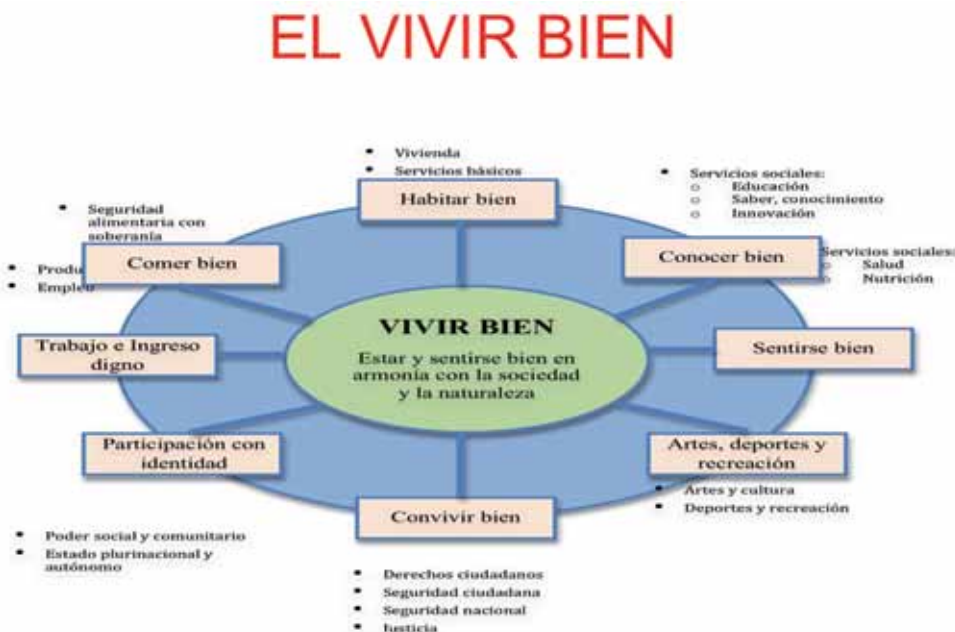 EL VIVIR BIEN
• Vivienda
• Servicios básicos
Habitar bien
• Servicios sociales:
o Educación
o Saber, conocimiento
o Innovación
Conocer bien
Servicios sociales:
o Salud
o Nutrición
Sentirse bien
Artes, deportes y
recreación
• Artes y cultura
• Deportes y recreación
Convivir bien
• Derechos ciudadanos
• Seguridad ciudadana
• Seguridad nacional
• Justicia
Participación con
identidad
• Poder social y comunitario
• Estado plurinacional y
autónomo
Trabajo e Ingreso
digno
• Produ
• Empleo
Comer bien
• Seguridad
alimentaria con
soberanía
VIVIR BIEN
Estar y sentirse bien en
armonía con la sociedad
y la naturaleza